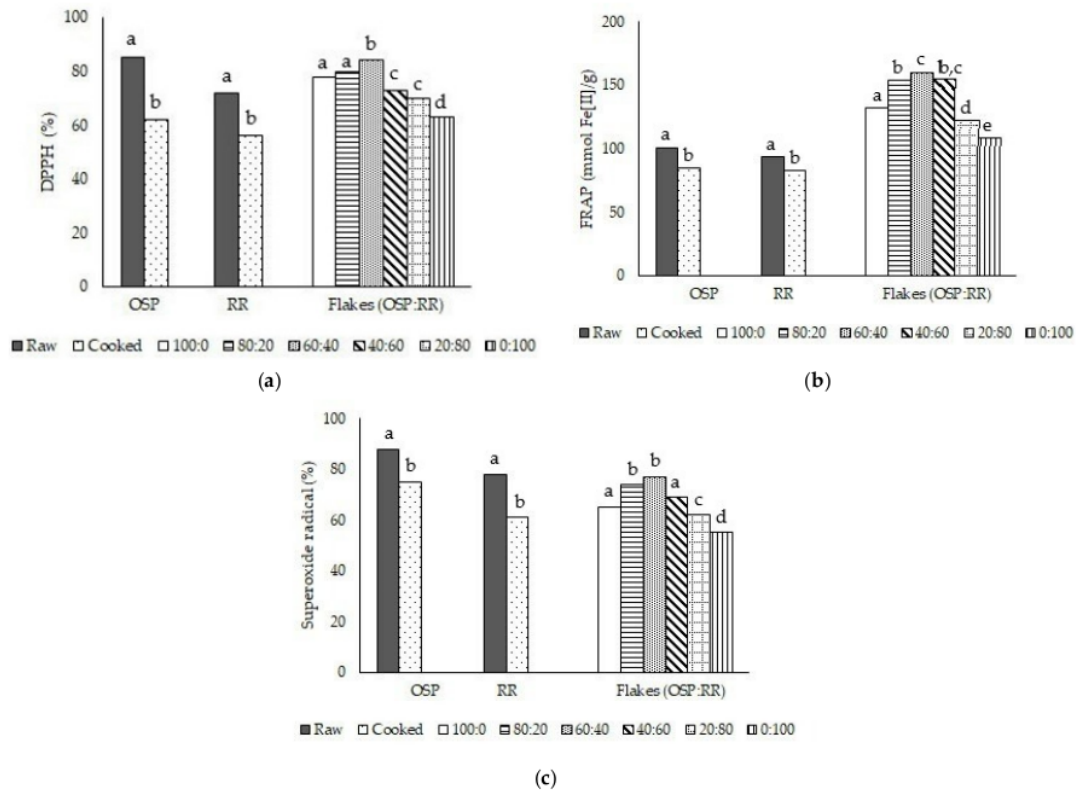 100
80
60
40
20
0
DPPH (%)
a
b
a
b
a
a
b
c
c
d
OSP RR Flakes (OSP:RR)
Raw Cooked 100:0 80:20 60:40 40:60 20:80 0:100
(a)
200
150
100
50
0
FRAP (mmol Fe[II]/g)
a
b
a
b
a
b
c
b,c
d
e
OSP RR Flakes (OSP:RR)
Raw Cooked 100:0 80:20 60:40 40:60 20:80 0:100
(b)
100
80
60
40
20
0
Superoxide radical (%)
a
b
a
b
a
b
b
a
c
d
OSP RR Flakes (OSP:RR)
Raw Cooked 100:0 80:20 60:40 40:60 20:80 0:100
(c)